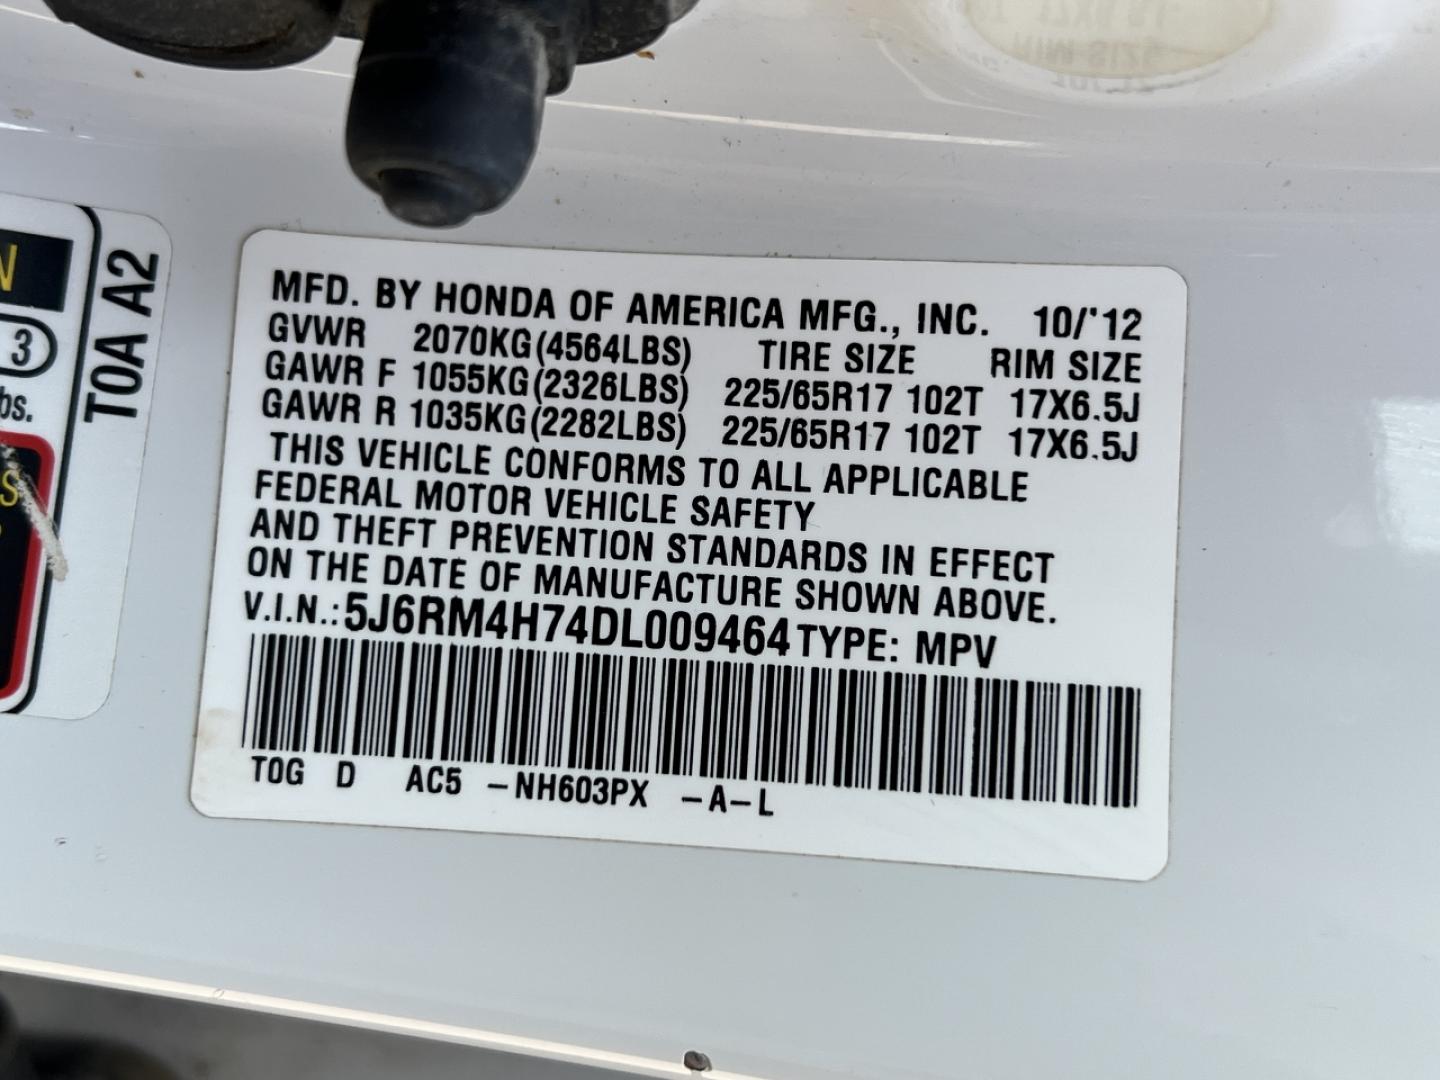 MFD. BY HONDA OF AMERICA MFG., INC. 10/'12
GVWR 2070KG(4564LBS) TIRE SIZE RIM SIZE
GAWR F 1055KG(2326LBS) 225/65R17 102T 17X6.5J
GAWR R 1035KG(2282LBS) 225/65R17 102T 17X6.5J
THIS VEHICLE CONFORMS TO ALL APPLICABLE
FEDERAL MOTOR VEHICLE SAFETY
AND THEFT PREVENTION STANDARDS IN EFFECT
ON THE DATE OF MANUFACTURE SHOWN ABOVE.
V.I.N.: 5J6RM4H74DL009464 TYPE: MPV
T0G D AC5 -NH603PX -A-L
T0A A2
3